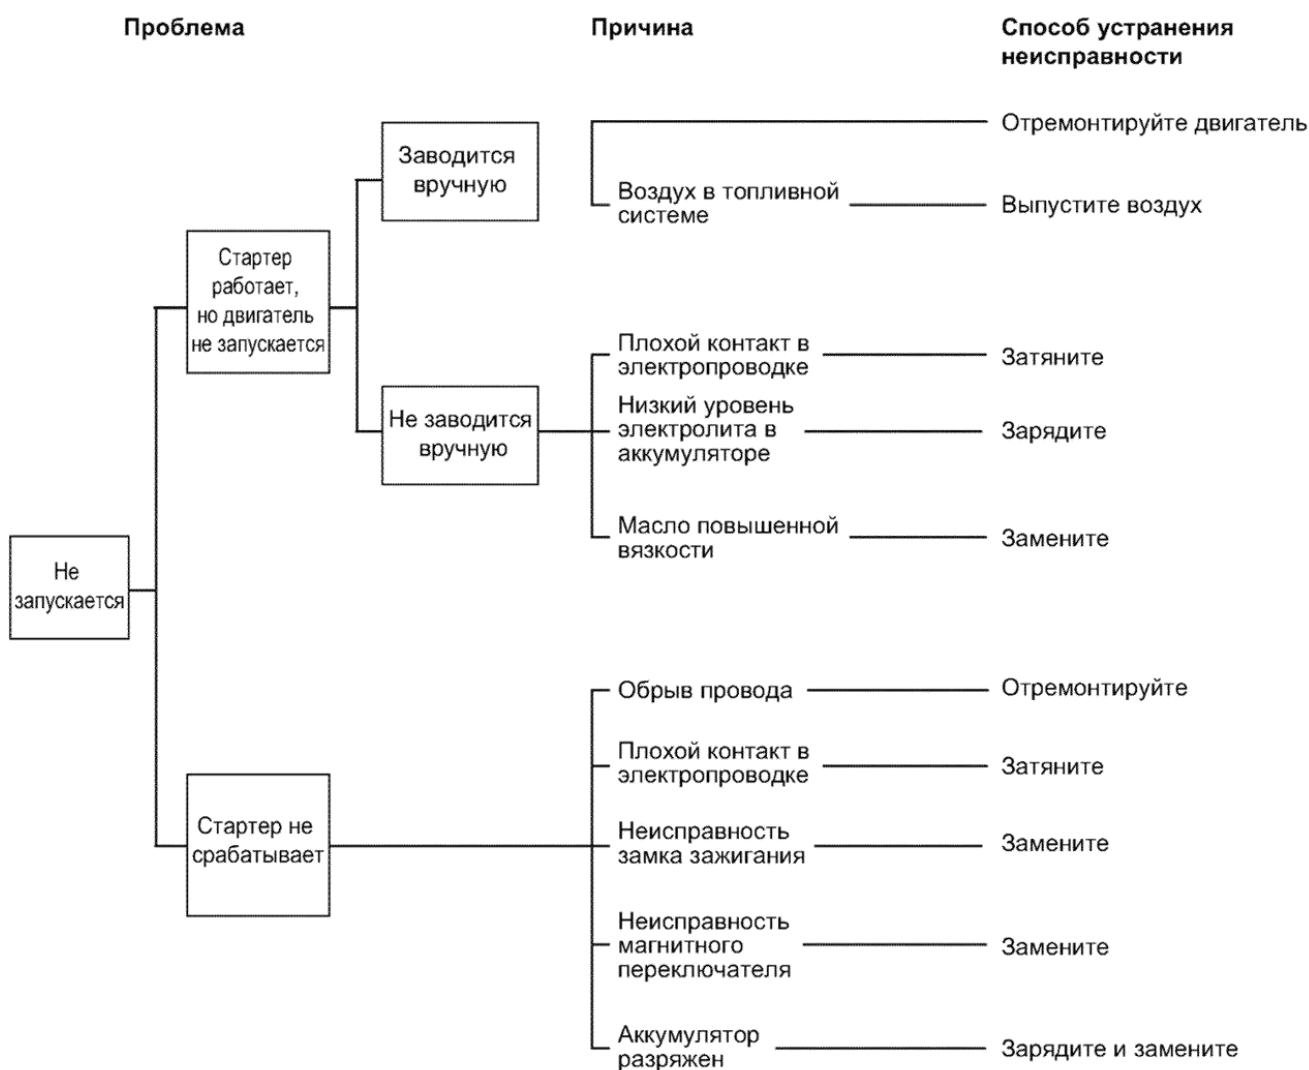 Проблема
Причина
Способ устранения
неисправности
Заводится
вручную
Отремонтируйте двигатель
Воздух в топливной
системе
Выпустите воздух
Стартер
работает,
но двигатель
не запускается
Плохой контакт в
электропроводке
Затяните
Не заводится
вручную
Низкий уровень
электролита в
аккумуляторе
Зарядите
Масло повышенной
вязкости
Замените
Не
запускается
Обрыв провода
Отремонтируйте
Плохой контакт в
электропроводке
Затяните
Стартер не
срабатывает
Неисправность
замка зажигания
Замените
Неисправность
магнитного
переключателя
Замените
Аккумулятор
разряжен
Зарядите и замените